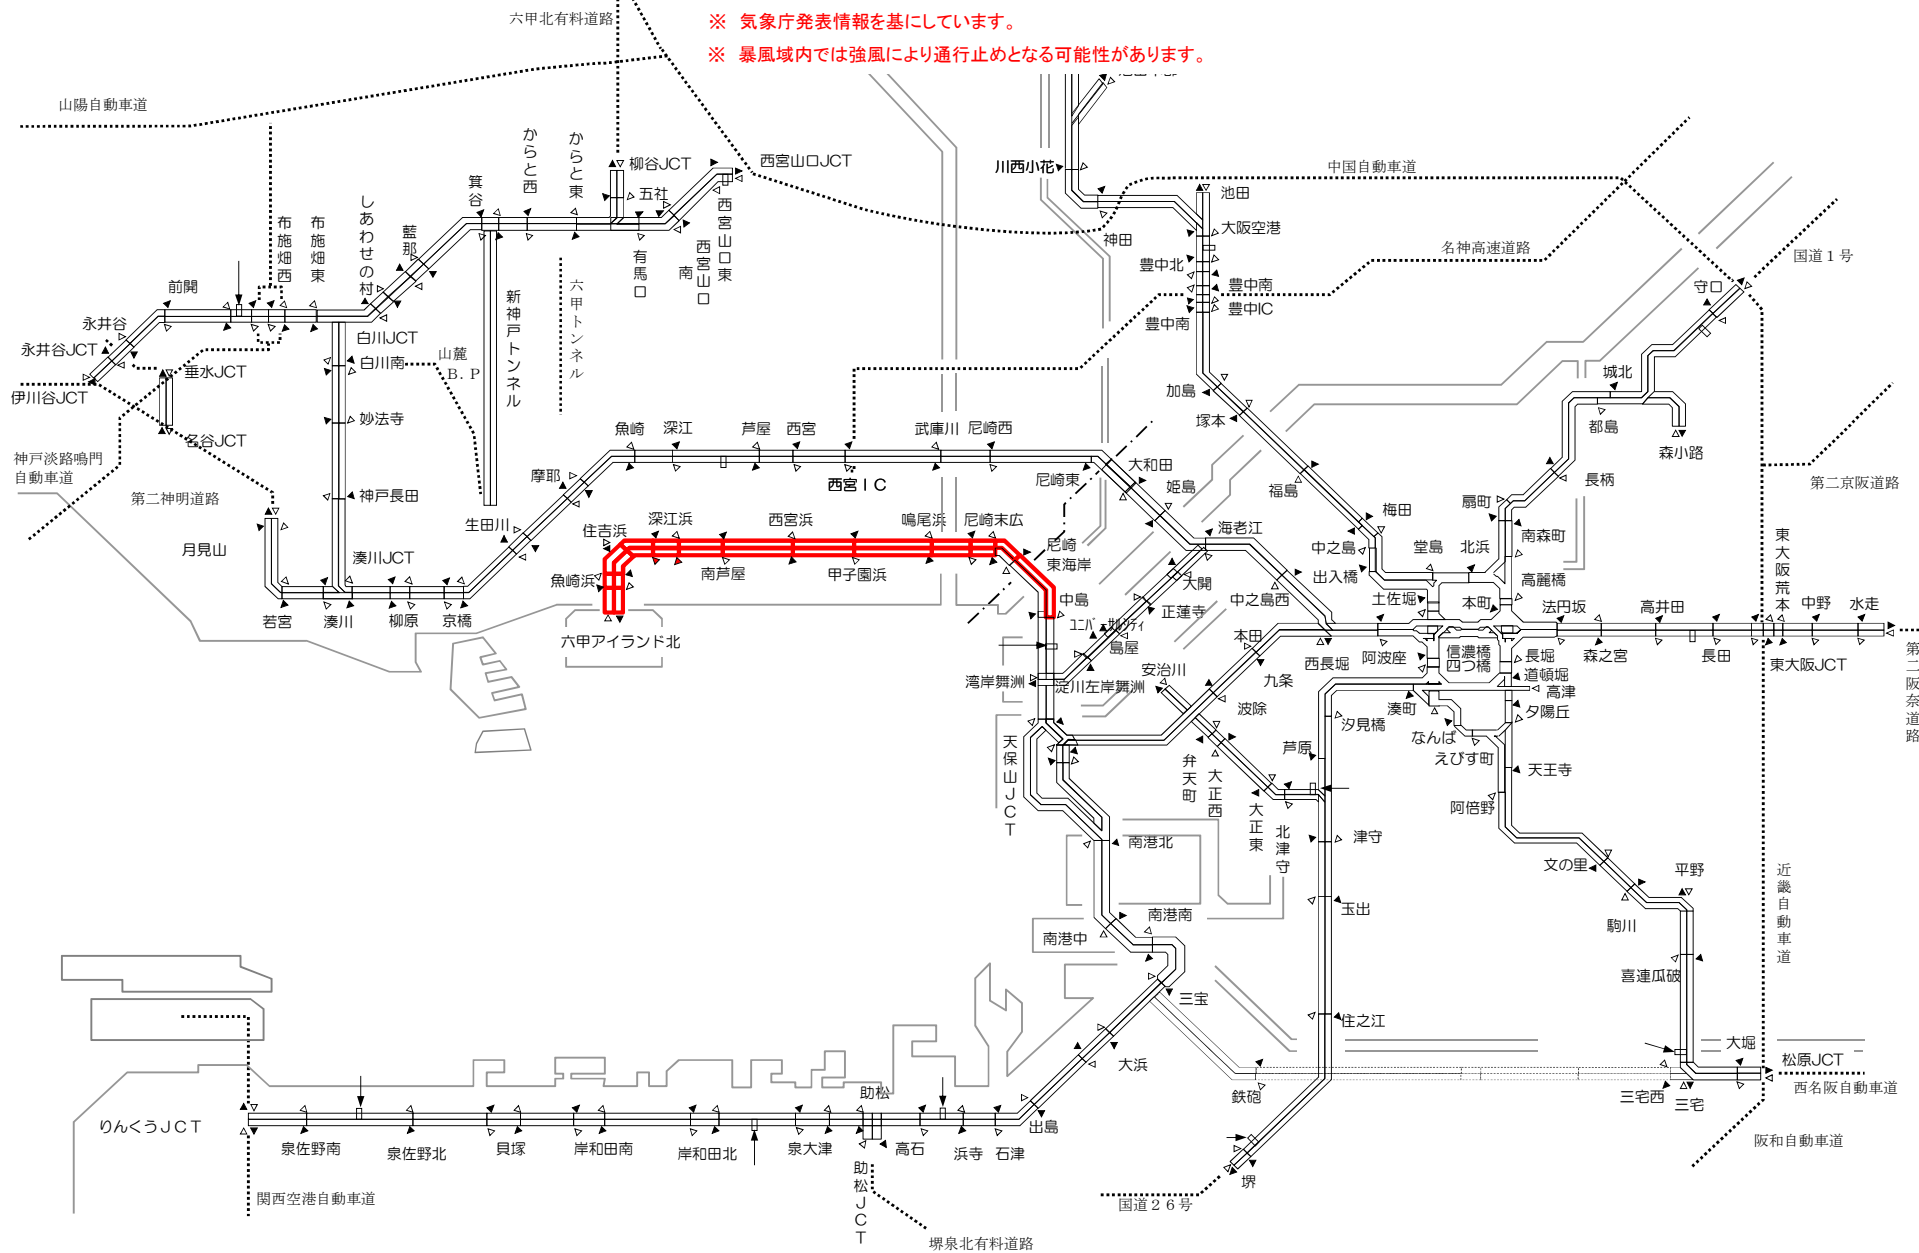 六甲北有料道路
※ 気象庁発表情報を基にしています。
※ 暴風域内では強風により通行止めとなる可能性があります。
山陽自動車道
からと西
からと東
柳谷JCT
西宮山口JCT
川西小花
中国自動車道
池田
箕谷
五社
しあわせの村
布施畑西
布施畑東
藍那
西宮山口東
西宮山口南
有馬口
神田
大阪空港
名神高速道路
国道1号
豊中北
豊中南
豊中IC
豊中南
守口
前開
六甲トンネル
新神戸トンネル
永井谷
永井谷JCT
白川JCT
白川南
山麓
B.P
垂水JCT
伊川谷JCT
加島
城北
塚本
都島
妙法寺
名谷JCT
魚崎
深江
芦屋
西宮
武庫川
尼崎西
森小路
神戸淡路鳴門
自動車道
摩耶
西宮IC
尼崎東
大和田
姫島
福島
長柄
第二京阪道路
第二神明道路
神戸長田
扇町
梅田
南森町
生田川
住吉浜
深江浜
西宮浜
鳴尾浜
尼崎末広
海老江
月見山
湊川JCT
尼崎
東海岸
中之島
堂島
北浜
東大阪荒本
魚崎浜
南芦屋
甲子園浜
大開
出入橋
高麗橋
中島
正蓮寺
中之島西
土佐堀
本町
法円坂
高井田
中野
水走
若宮
湊川
柳原
京橋
六甲アイランド北
ユニバーサルシティ
島屋
本田
西長堀
阿波座
信濃橋
四つ橋
長堀
森之宮
長田
東大阪JCT
第二阪奈道路
安治川
湾岸舞洲
淀川左岸舞洲
九条
道頓堀
高津
波除
湊町
夕陽丘
汐見橋
なんば
えびす町
天保山JCT
芦原
弁天町
大正西
天王寺
阿倍野
大正東
北津守
津守
南港北
文の里
平野
近畿自動車道
玉出
駒川
南港南
南港中
喜連瓜破
三宝
住之江
大浜
大堀
松原JCT
西名阪自動車道
助松
鉄砲
三宅西
三宅
りんくうJCT
出島
泉佐野南
泉佐野北
貝塚
岸和田南
岸和田北
泉大津
高石
浜寺
石津
阪和自動車道
助松JCT
堺
関西空港自動車道
国道26号
堺泉北有料道路